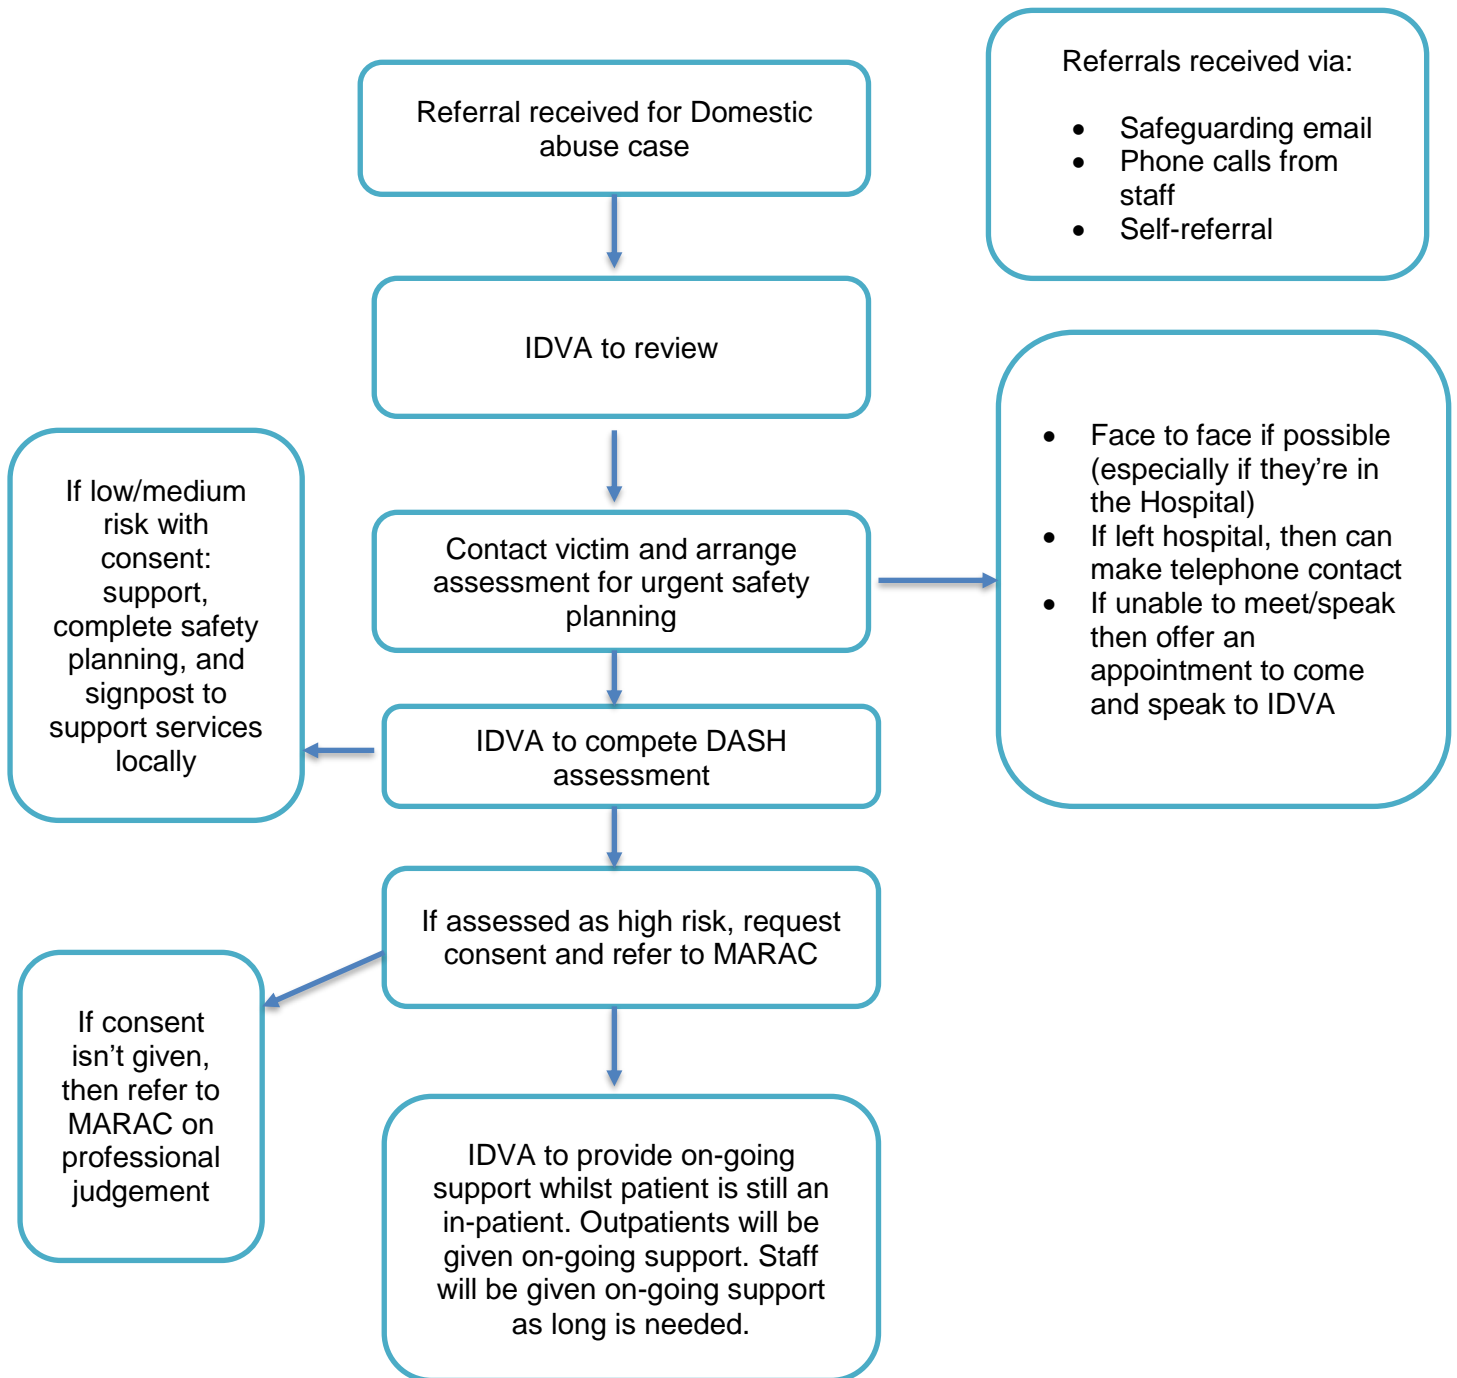 Referrals received via:
• Safeguarding email
• Phone calls from
staff
• Self-referral
Referral received for Domestic
abuse case
IDVA to review
• Face to face if possible
(especially if they're in
the Hospital)
• If left hospital, then can
make telephone contact
• If unable to meet/speak
then offer an
appointment to come
and speak to IDVA
If low/medium
risk with
consent:
support,
complete safety
planning, and
signpost to
support services
locally
Contact victim and arrange
assessment for urgent safety
planning
IDVA to compete DASH
assessment
If assessed as high risk, request
consent and refer to MARAC
If consent
isn’t given,
then refer to
MARAC on
professional
judgement
IDVA to provide on-going
support whilst patient is still an
in-patient. Outpatients will be
given on-going support. Staff
will be given on-going support
as long is needed.